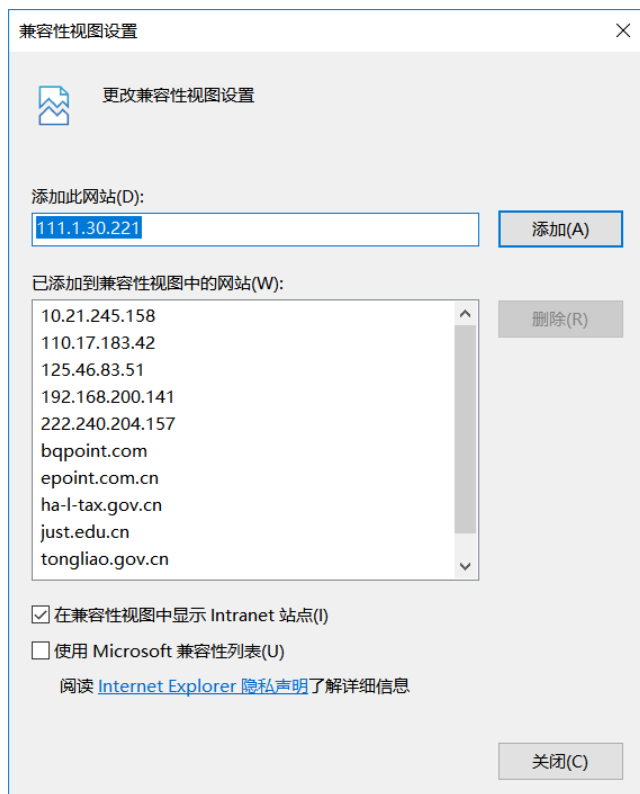 兼容性视图设置
更改兼容性视图设置
添加此网站(D):
111.1.30.221
添加(A)
已添加到兼容性视图中的网站(W):
10.21.245.158
删除(R)
110.17.183.42
125.46.83.51
192.168.200.141
222.240.204.157
bqpoint.com
epoint.com.cn
ha-l-tax.gov.cn
just.edu.cn
tongliao.gov.cn
在兼容性视图中显示 Intranet 站点(I)
使用 Microsoft 兼容性列表(U)
阅读 Internet Explorer 隐私声明了解详细信息
关闭(C)